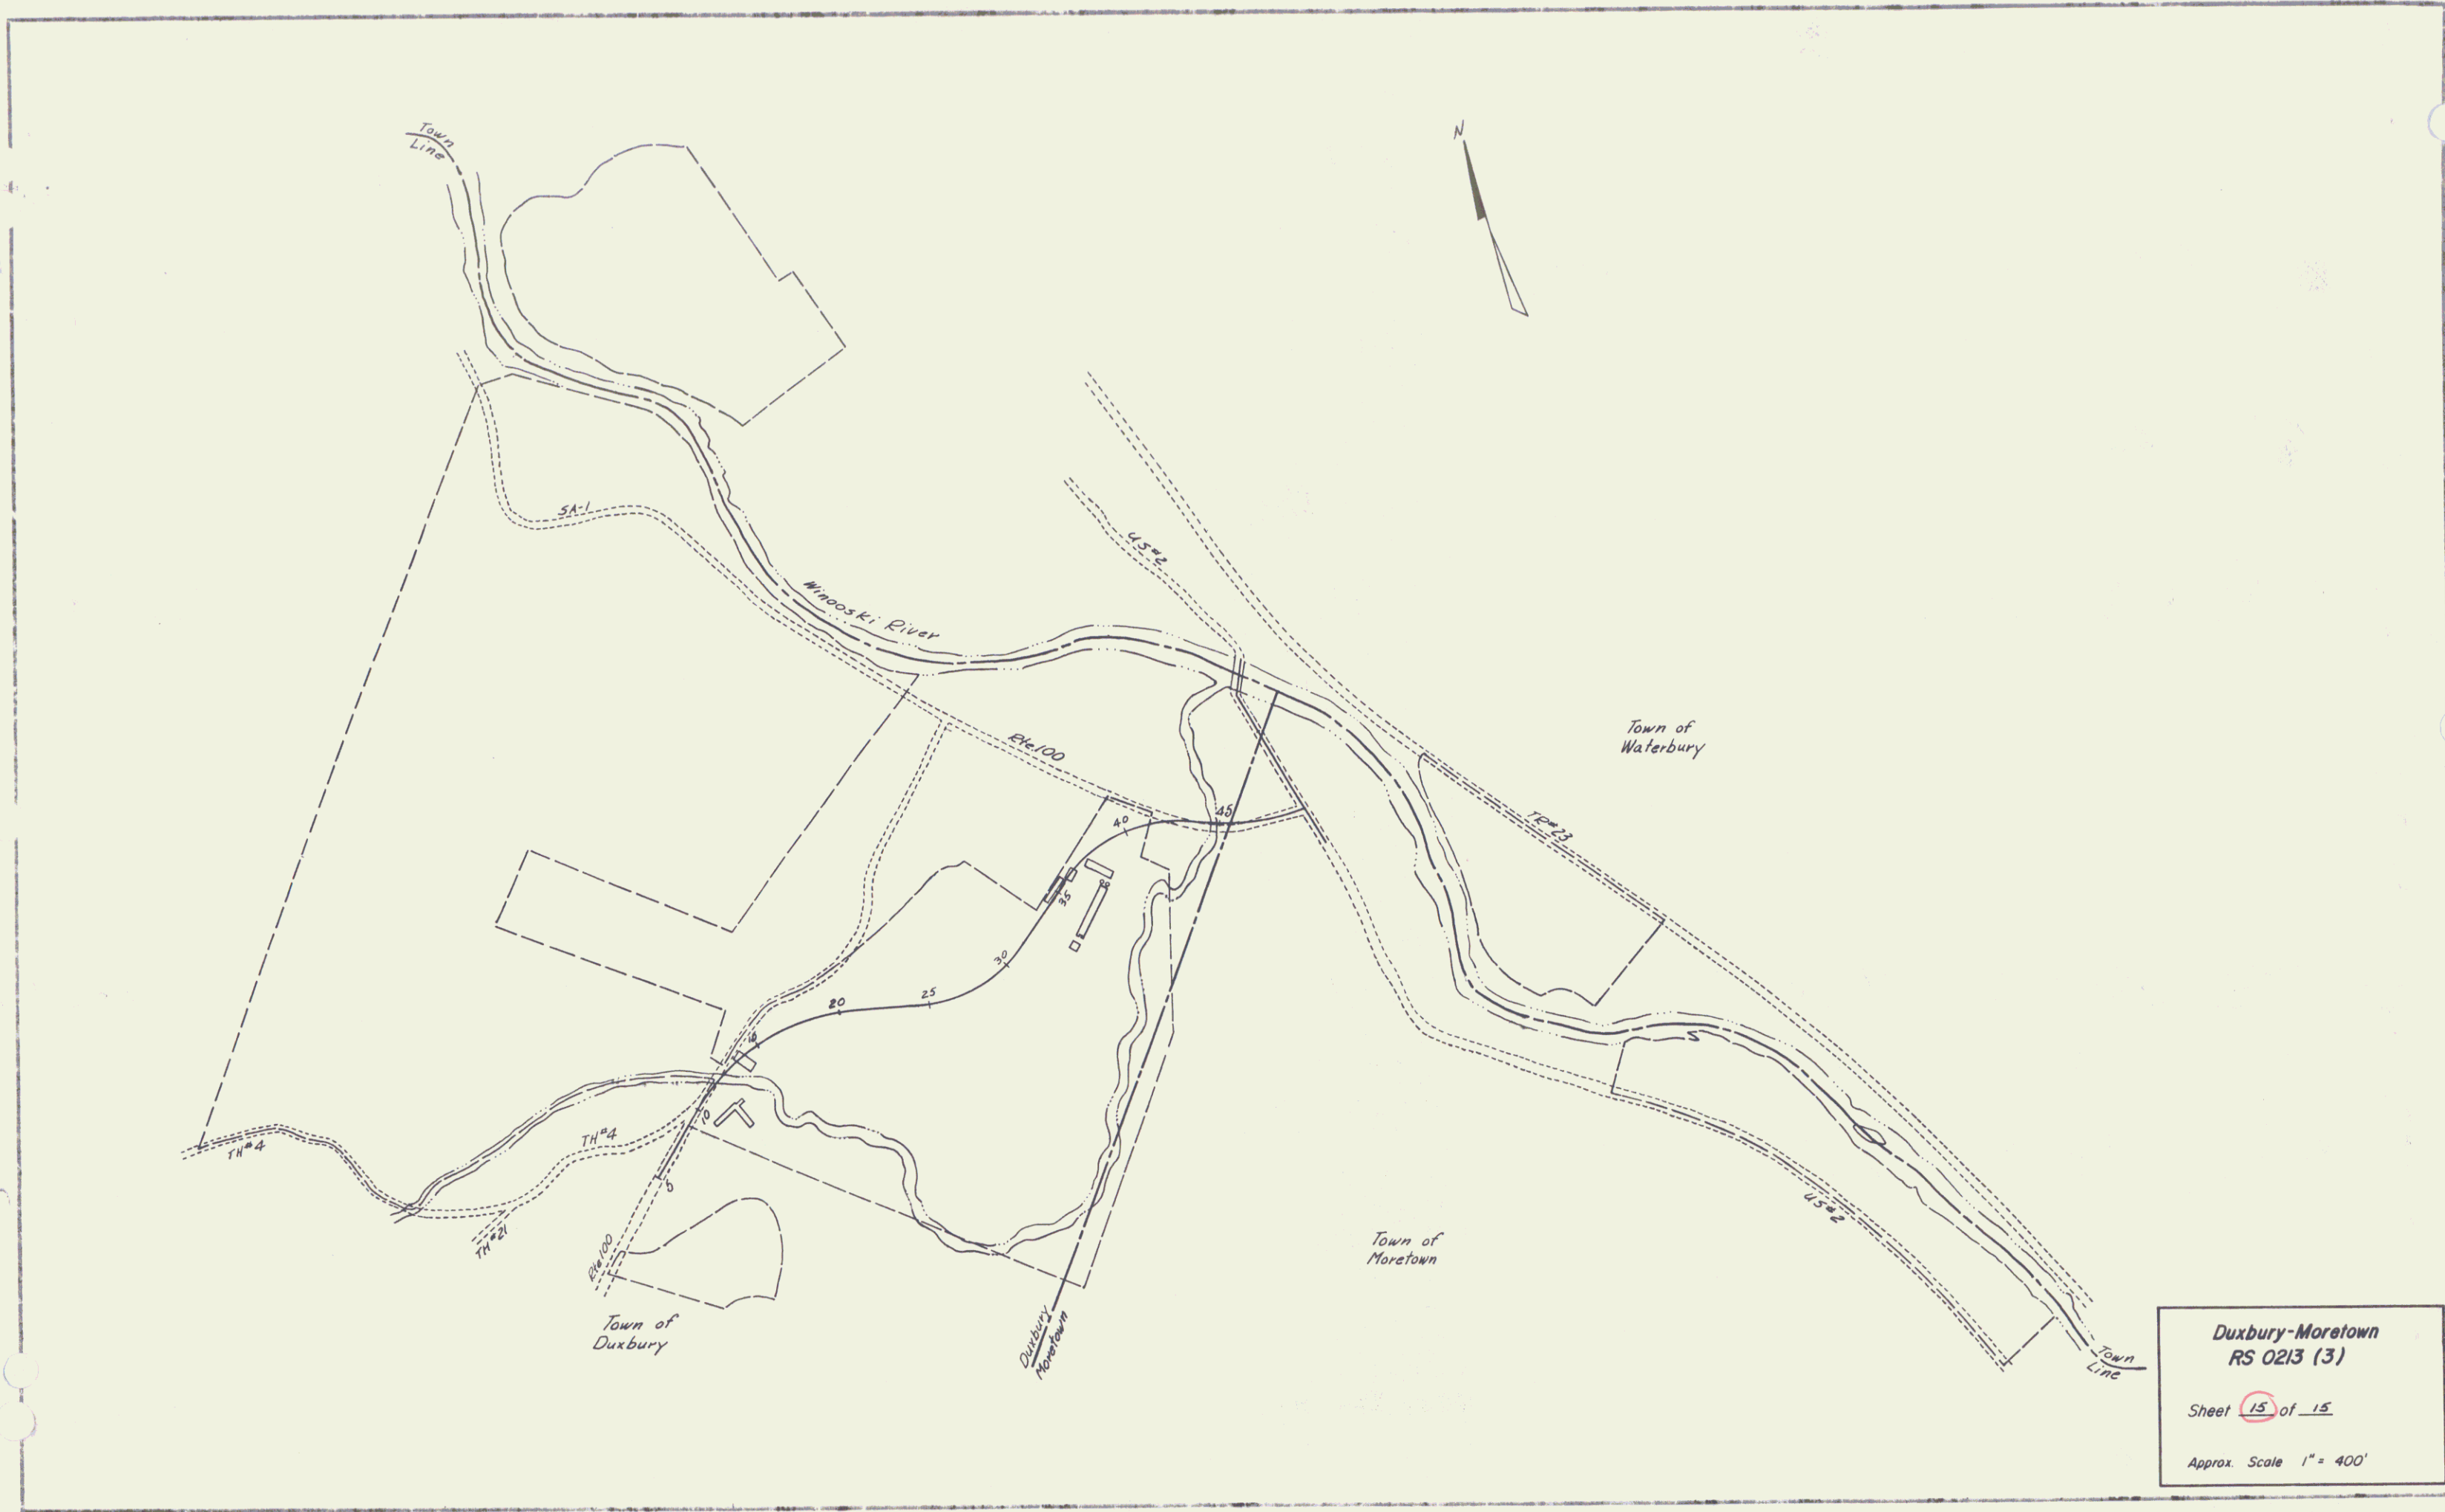 Town
Line
N
SA-1
US#2
Winooski River
Rte100
Town of
Waterbury
TR#23
45
40
35
30
25
20
10
0
TH#4
TH#4
TH#21
Rte100
US#2
Town of
Moretown
Town of
Duxbury
Duxbury
Moretown
Town
Line
Duxbury-Moretown
RS 0213 (3)
Sheet 15 of 15
Approx. Scale 1" = 400'